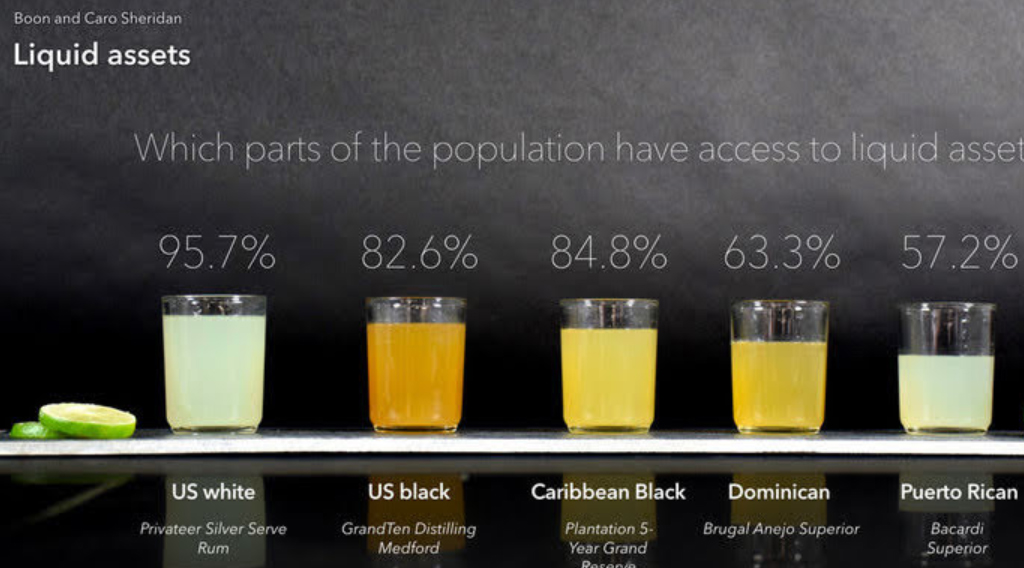 Boon and Caro Sheridan
Liquid assets
Which parts of the population have access to liquid asset
95.7% 82.6% 84.8% 63.3% 57.2%
US white US black Caribbean Black Dominican Puerto Rican
Privateer Silver Serve GrandTen Distilling Plantation 5- Brugal Anejo Superior Bacardi
Rum Medford Year Grand Superior
Reserve